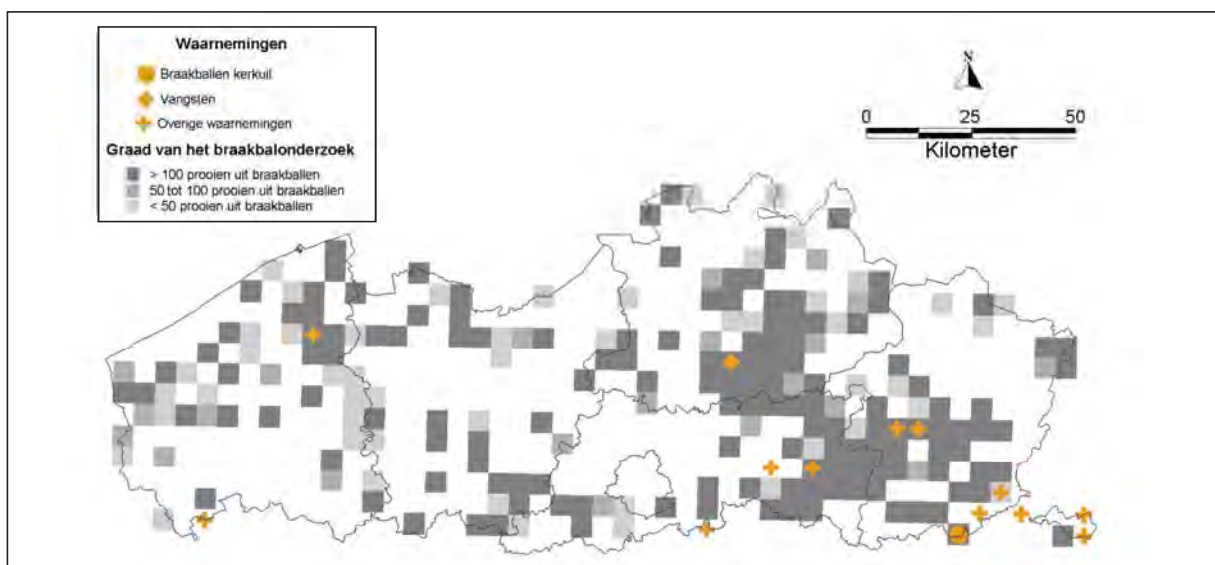 Waarnemingen
Braakballen kerkuil
Vangsten
Overige waarnemingen
Graad van het braakbalonderzoek
> 100 prooien uit braakballen
50 tot 100 prooien uit braakballen
< 50 prooien uit braakballen
N
0 25 50
Kilometer